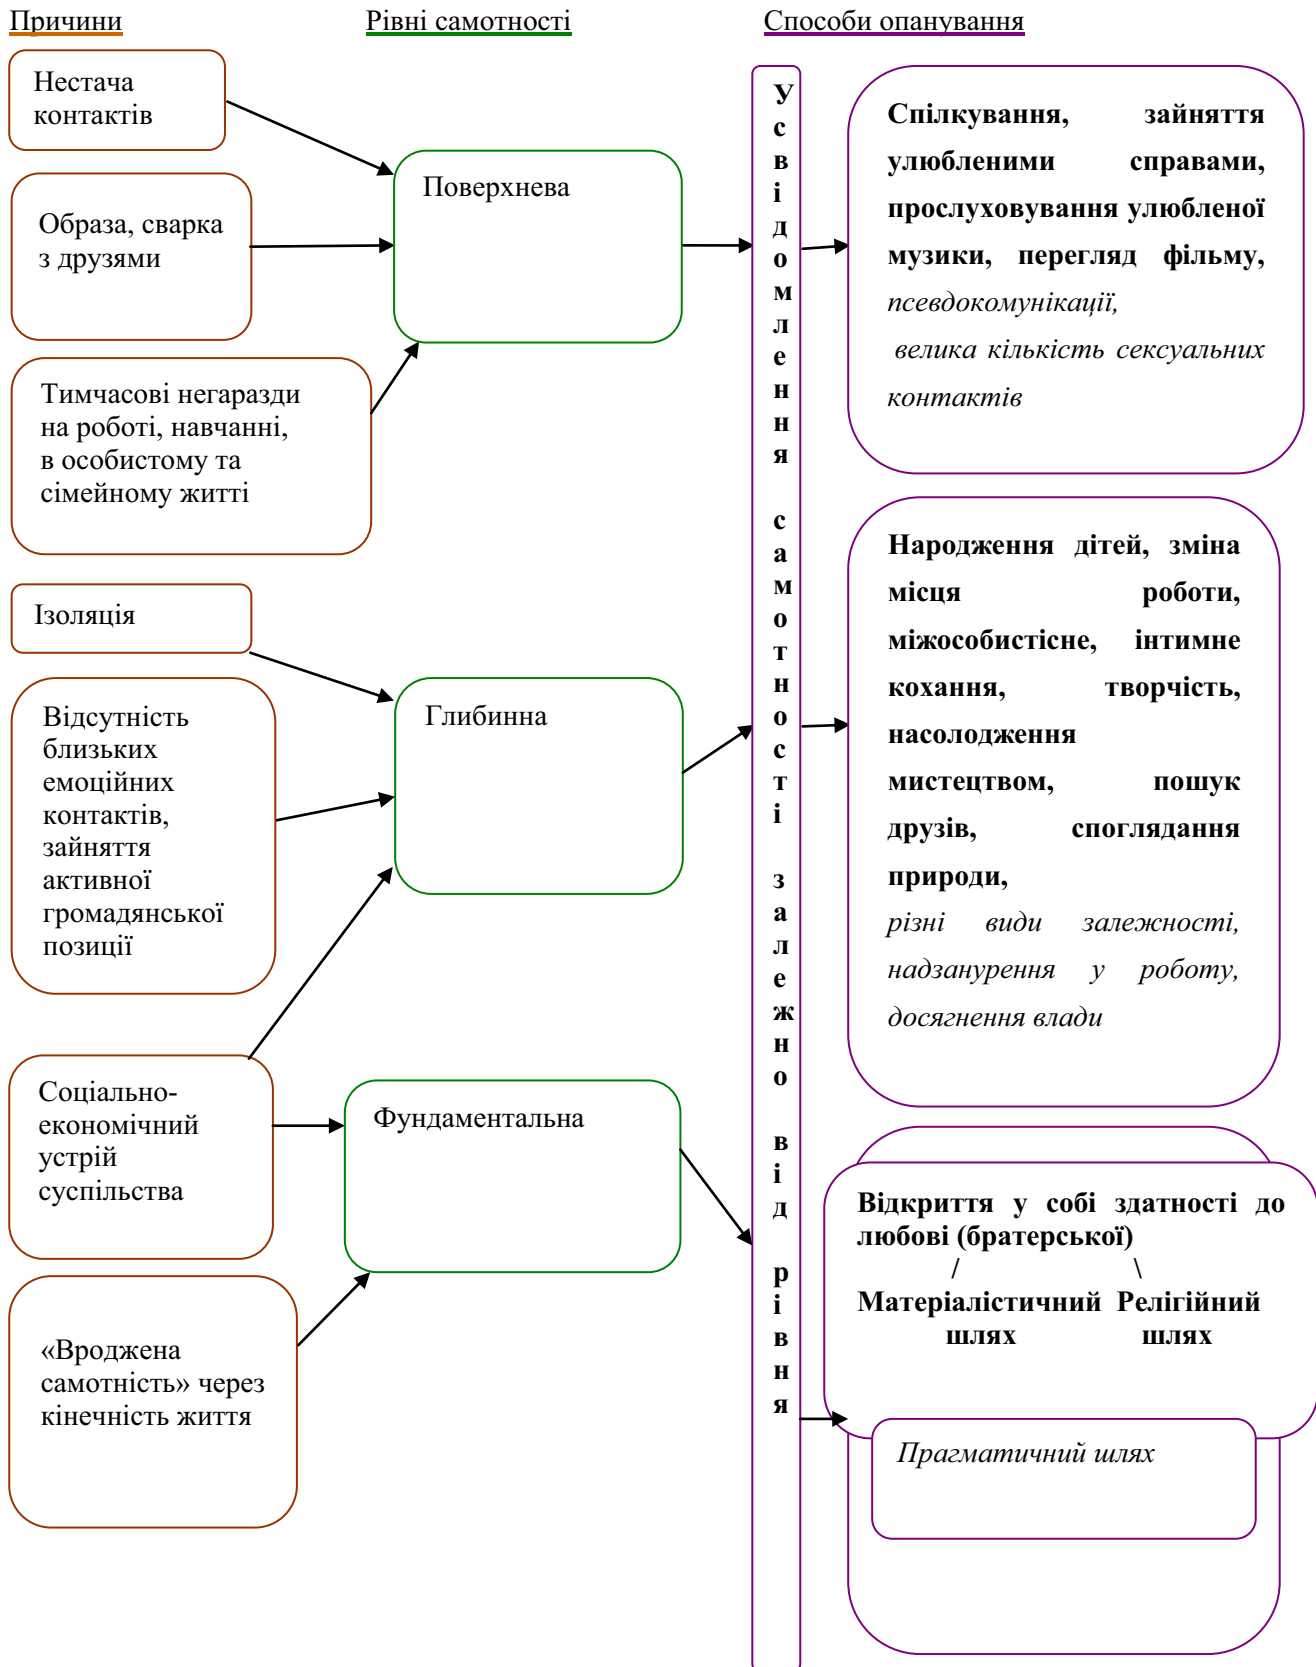 Причини
Рівні самотності
Способи опанування
Нестача
контактів
Образа, сварка
з друзями
Тимчасові негаразди
на роботі, навчанні,
в особистому та
сімейному житті
Ізоляція
Відсутність
близьких
емоційних
контактів,
зайняття
активної
громадянської
позиції
Соціально-
економічний
устрій
суспільства
«Вроджена
самотність» через
кінечність життя
Поверхнева
Глибинна
Фундаментальна
Усвідомлення самотності залежно від рівня
Спілкування, зайняття
улюбленими справами,
прослуховування улюбленої
музики, перегляд фільму,
псевдокомунікації,
велика кількість сексуальних
контактів
Народження дітей, зміна
місця роботи,
міжособистісне, інтимне
кохання, творчість,
насолодження
мистецтвом, пошук
друзів, споглядання
природи,
різні види залежності,
надзанурення у роботу,
досягнення влади
Відкриття у собі здатності до
любові (братерської)
/ \
Матеріалістичний Релігійний
шлях шлях
Прагматичний шлях